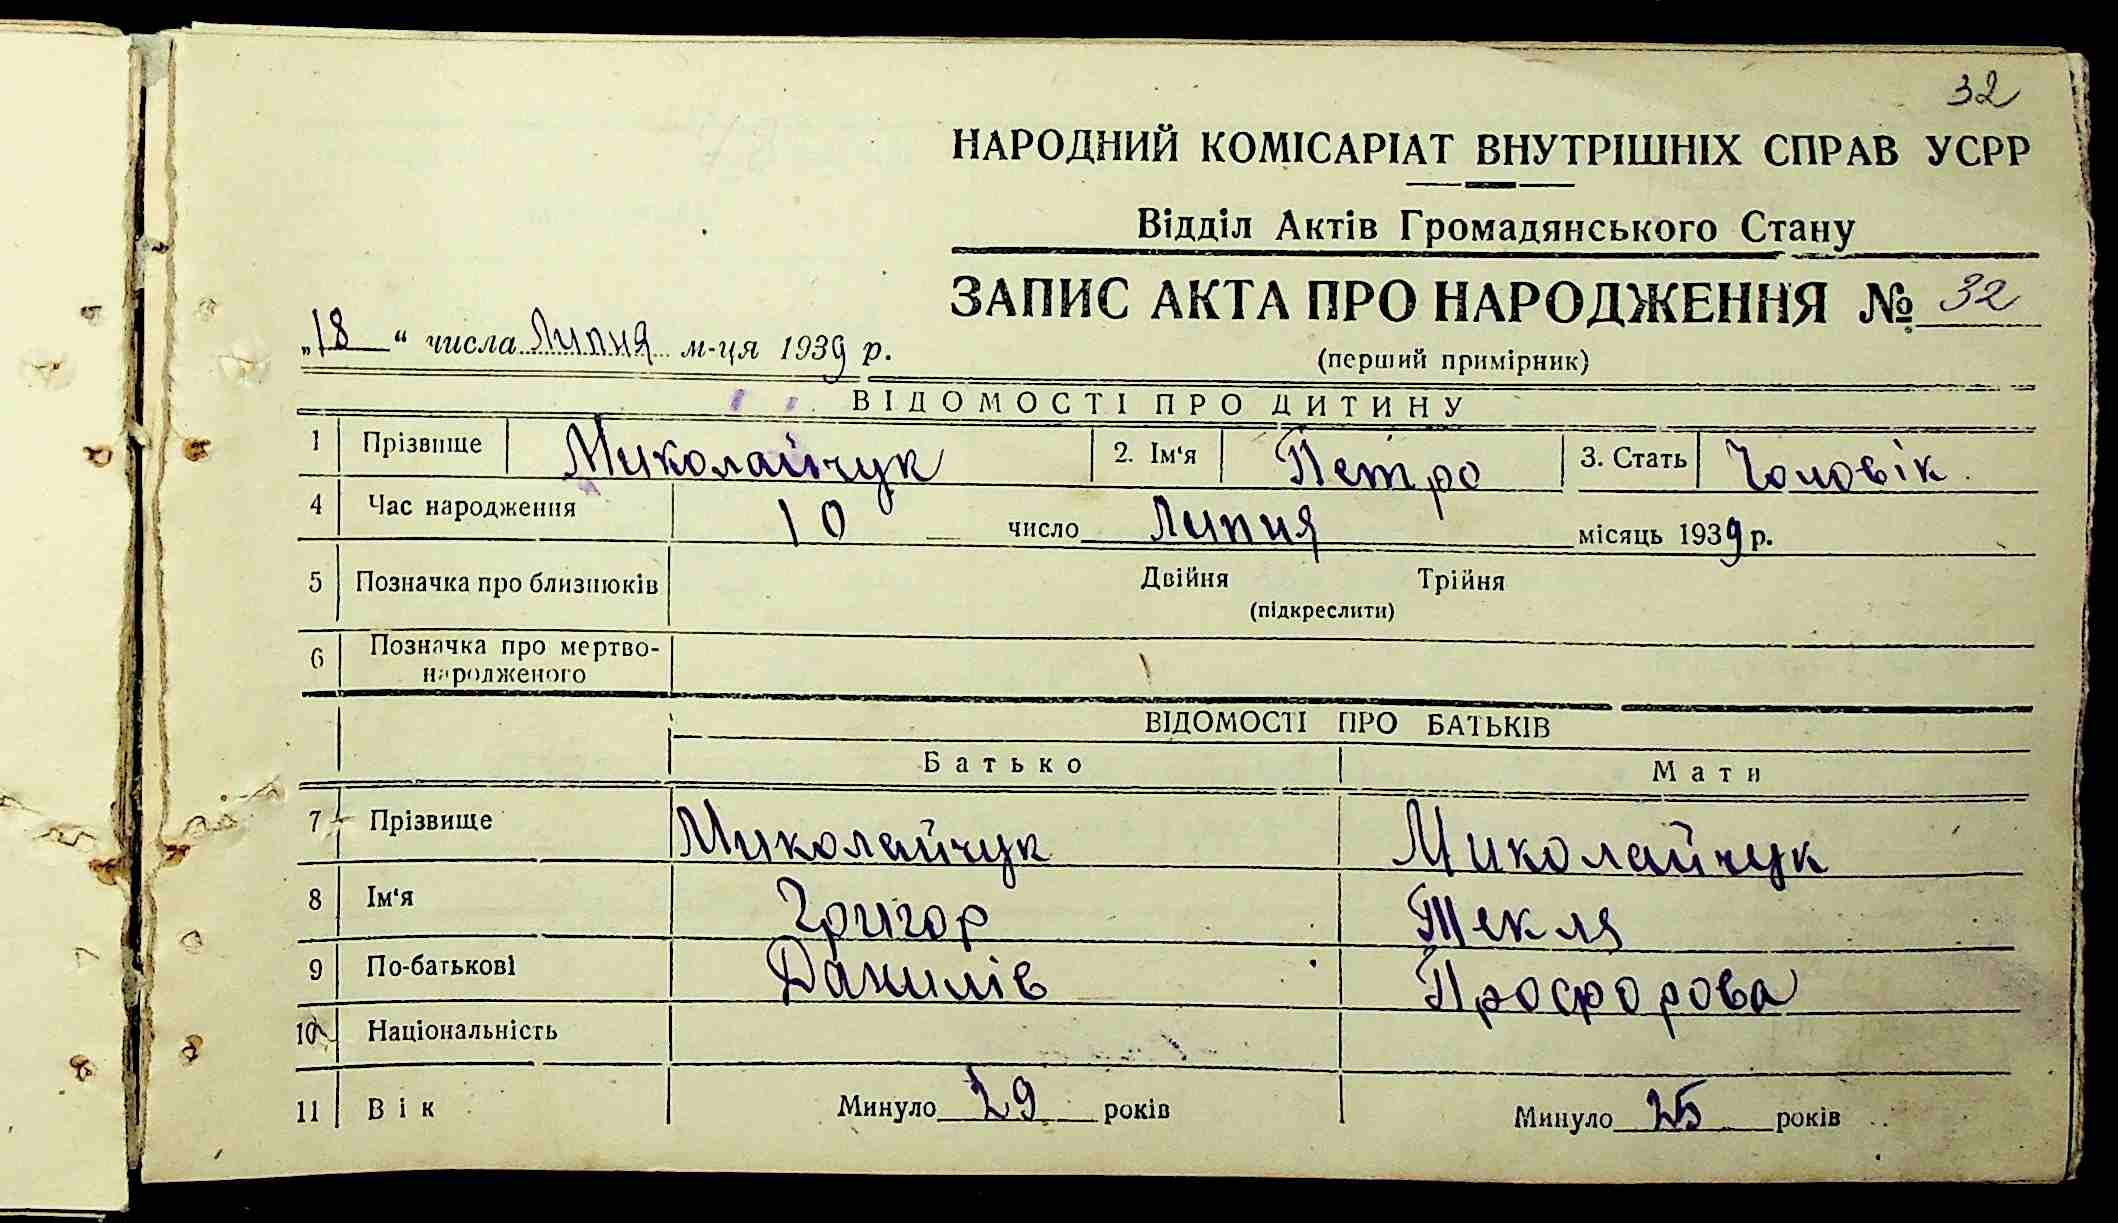 32
НАРОДНИЙ КОМІСАРІАТ ВНУТРІШНІХ СПРАВ УСРР
Відділ Актів Громадянського Стану
ЗАПИС АКТА ПРО НАРОДЖЕННЯ № 32
„18“ числа Липня м-ця 1939 р.
(перший примірник)
ВІДОМОСТІ ПРО ДИТИНУ
1 Прізвище Миколайчук 2. Ім‘я Петро 3. Стать Чоловік
4 Час народження 10 число Липня місяць 1939 р.
5 Позначка про близнюків Двійня Трійня
(підкреслити)
6 Позначка про мертво-
народженого
ВІДОМОСТІ ПРО БАТЬКІВ
Батько Мати
7 Прізвище Миколайчук Миколайчук
8 Ім‘я Григор Текля
9 По-батькові Данилів Просфорова
10 Національність
11 Вік Минуло 29 років Минуло 25 років